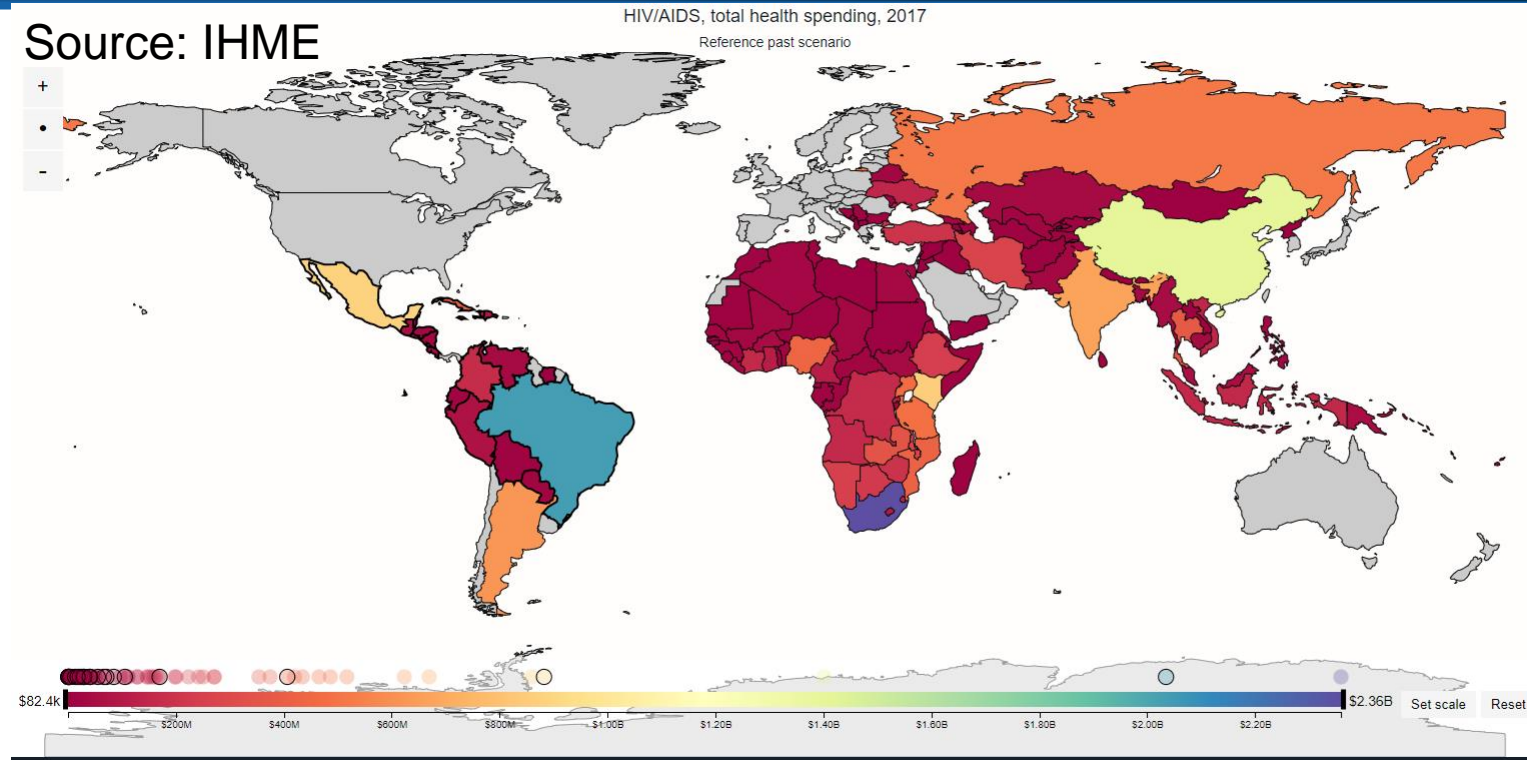 HIV/AIDS, total health spending, 2017
Source: IHME
Reference past scenario
+
•
-
$82.4k
$2.36B
Set scale
Reset
$200M
$400M
$600M
$800M
$1.00B
$1.20B
$1.40B
$1.60B
$1.80B
$2.00B
$2.20B